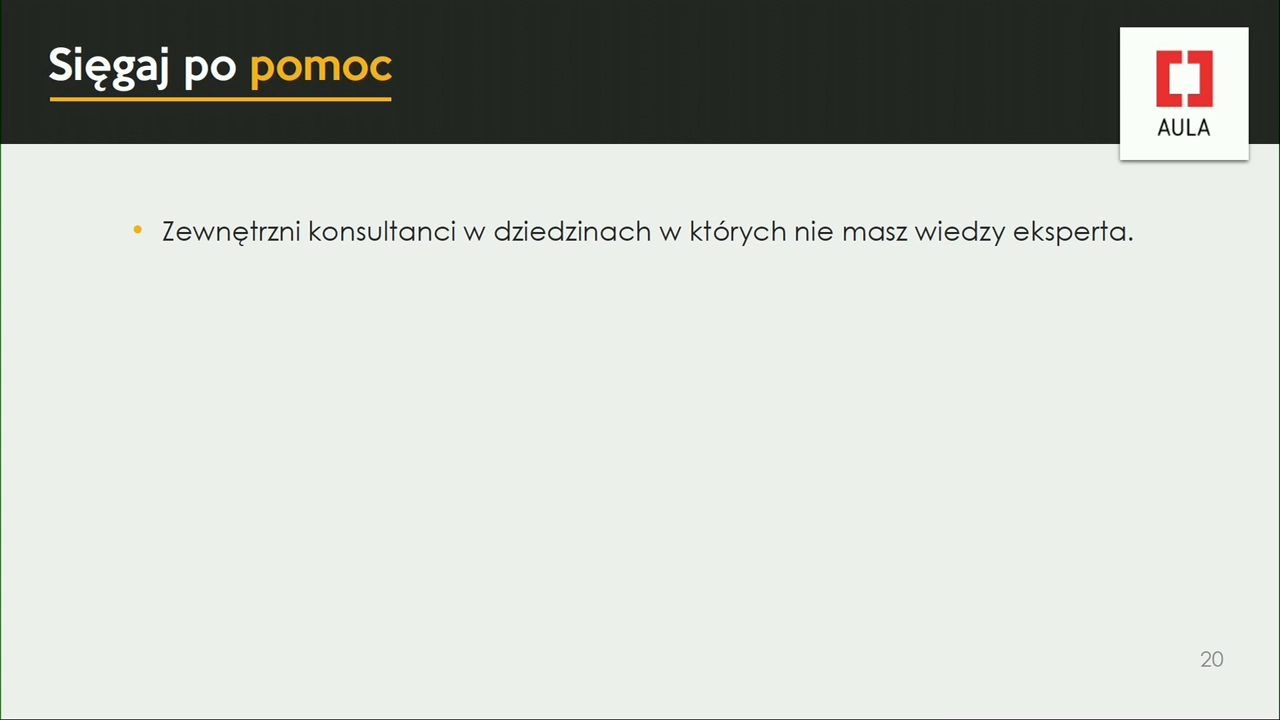 Sięgaj po pomoc
AULA
Zewnętrzni konsultanci w dziedzinach w których nie masz wiedzy eksperta.
20